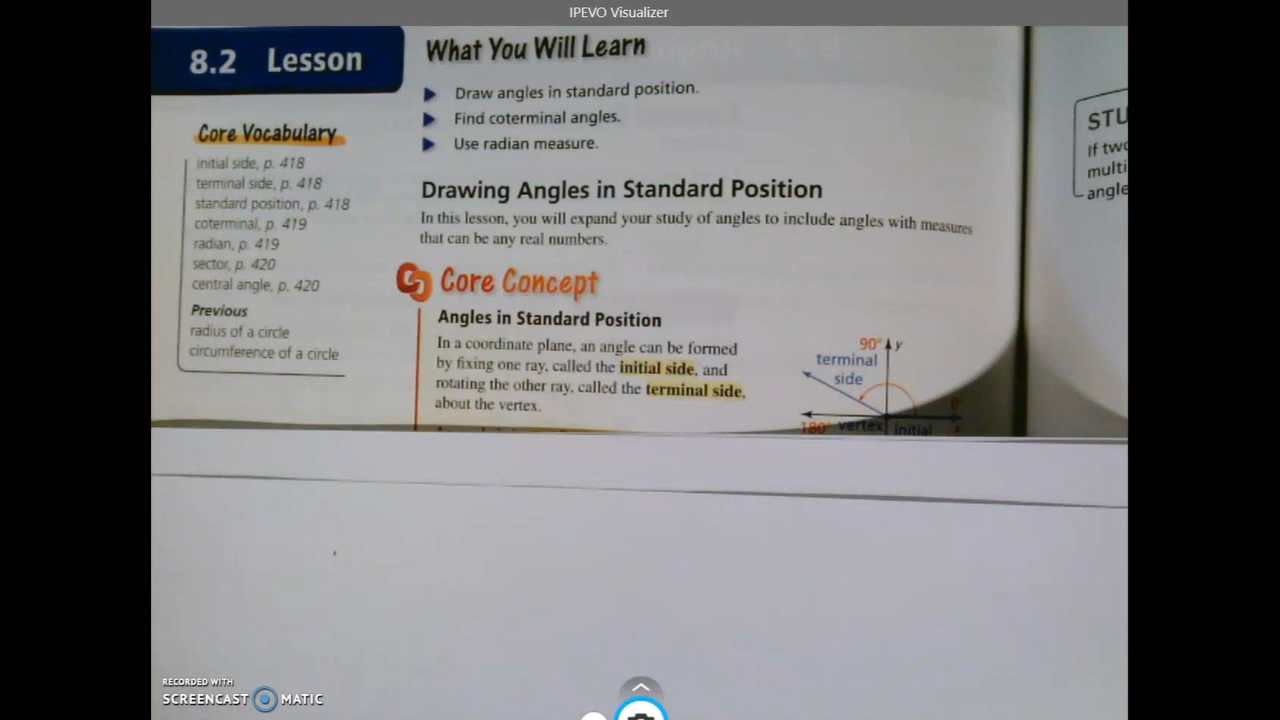 IPEVO Visualizer
8.2 Lesson
Core Vocabulary
initial side, p. 418
terminal side, p. 418
standard position, p. 418
coterminal, p. 419
radian, p. 419
sector, p. 420
central angle, p. 420
Previous
radius of a circle
circumference of a circle
What You Will Learn
Draw angles in standard position.
Find coterminal angles.
Use radian measure.
Drawing Angles in Standard Position
In this lesson, you will expand your study of angles to include angles with measures
that can be any real numbers.
Core Concept
Angles in Standard Position
In a coordinate plane, an angle can be formed
by fixing one ray, called the initial side, and
rotating the other ray, called the terminal side,
about the vertex.
90° y
terminal
side
180° vertex initial
STU
If two
multi
angle
RECORDED WITH
SCREENCAST MATIC